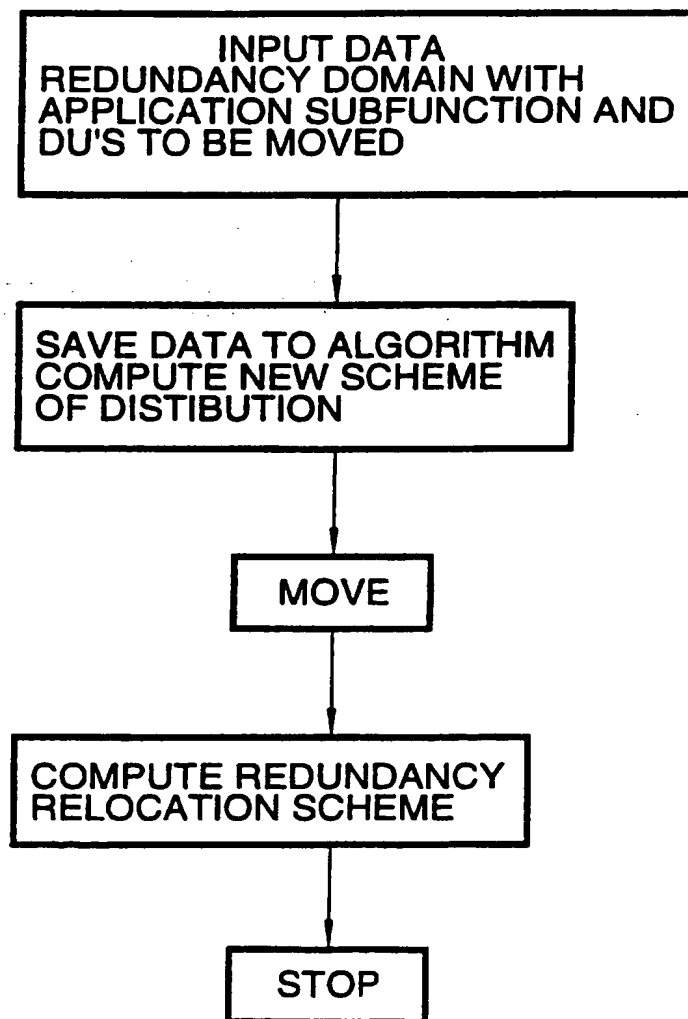 INPUT DATA
REDUNDANCY DOMAIN WITH
APPLICATION SUBFUNCTION AND
DU'S TO BE MOVED
SAVE DATA TO ALGORITHM
COMPUTE NEW SCHEME
OF DISTIBUTION
MOVE
COMPUTE REDUNDANCY
RELOCATION SCHEME
STOP